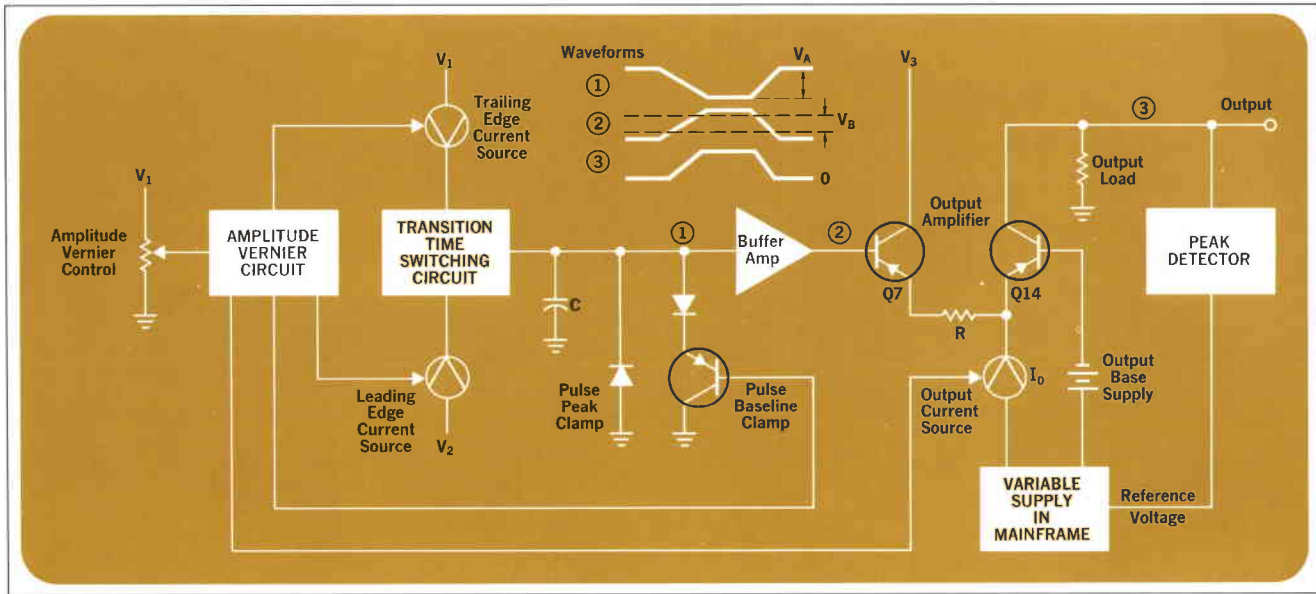 Waveforms
V₁
V_A
V₃
①
②
③
V_B
0
③
Output
Trailing
Edge
Current
Source
V₁
Amplitude
Vernier
Control
AMPLITUDE
VERNIER
CIRCUIT
TRANSITION
TIME
SWITCHING
CIRCUIT
①
Buffer
Amp
②
Output
Amplifier
Output
Load
PEAK
DETECTOR
C
Q7
Q14
R
Leading
Edge
Current
Source
V₂
Pulse
Peak
Clamp
Pulse
Baseline
Clamp
Output
Current
Source
I₀
Output
Base
Supply
VARIABLE
SUPPLY
IN
MAINFRAME
Reference
Voltage